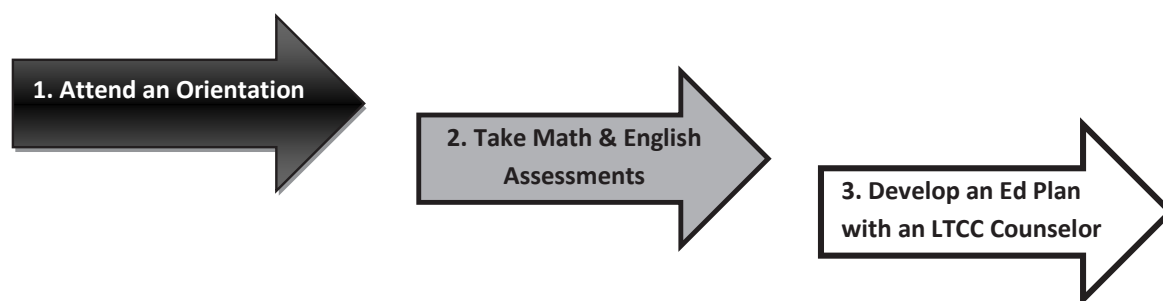 1. Attend an Orientation
2. Take Math & English
Assessments
3. Develop an Ed Plan
with an LTCC Counselor